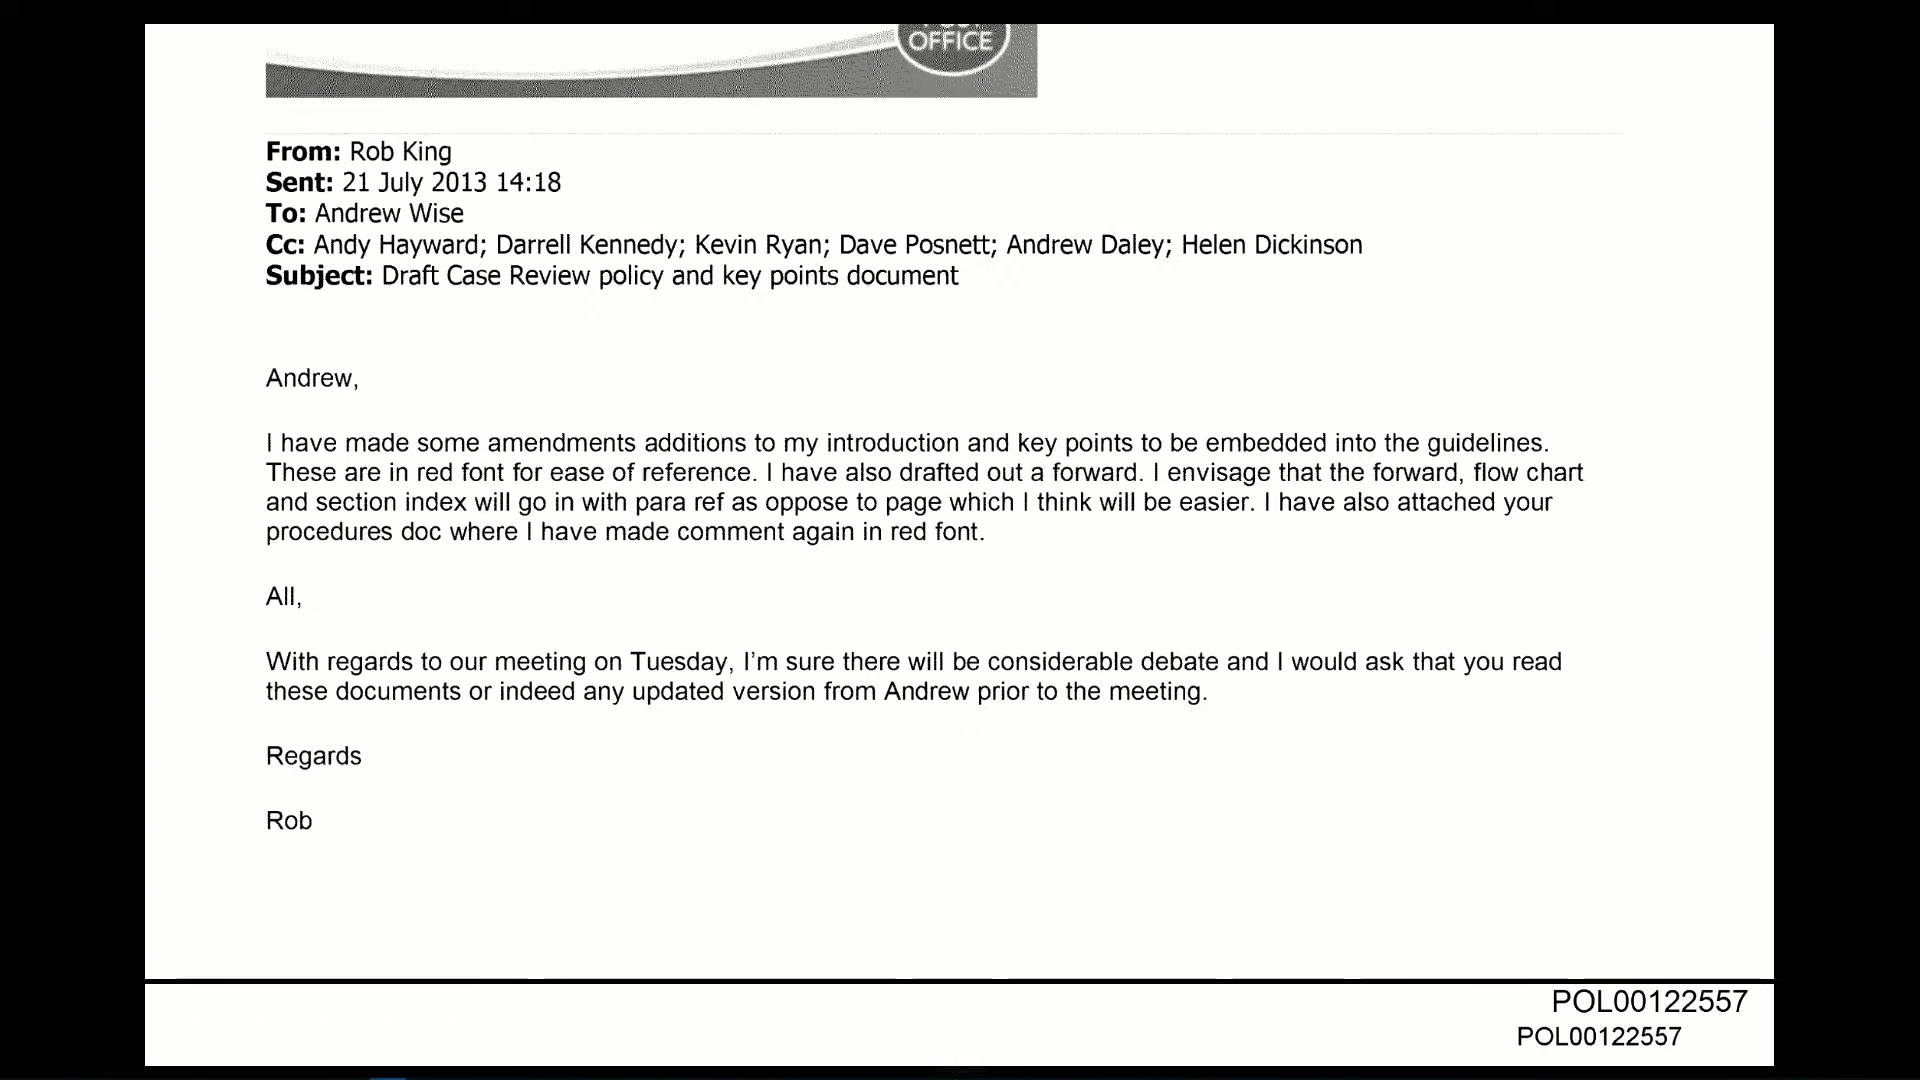 OFFICE
From: Rob King
Sent: 21 July 2013 14:18
To: Andrew Wise
Cc: Andy Hayward; Darrell Kennedy; Kevin Ryan; Dave Posnett; Andrew Daley; Helen Dickinson
Subject: Draft Case Review policy and key points document
Andrew,
I have made some amendments additions to my introduction and key points to be embedded into the guidelines.
These are in red font for ease of reference. I have also drafted out a forward. I envisage that the forward, flow chart
and section index will go in with para ref as oppose to page which I think will be easier. I have also attached your
procedures doc where I have made comment again in red font.
All,
With regards to our meeting on Tuesday, I'm sure there will be considerable debate and I would ask that you read
these documents or indeed any updated version from Andrew prior to the meeting.
Regards
Rob
POL00122557
POL00122557